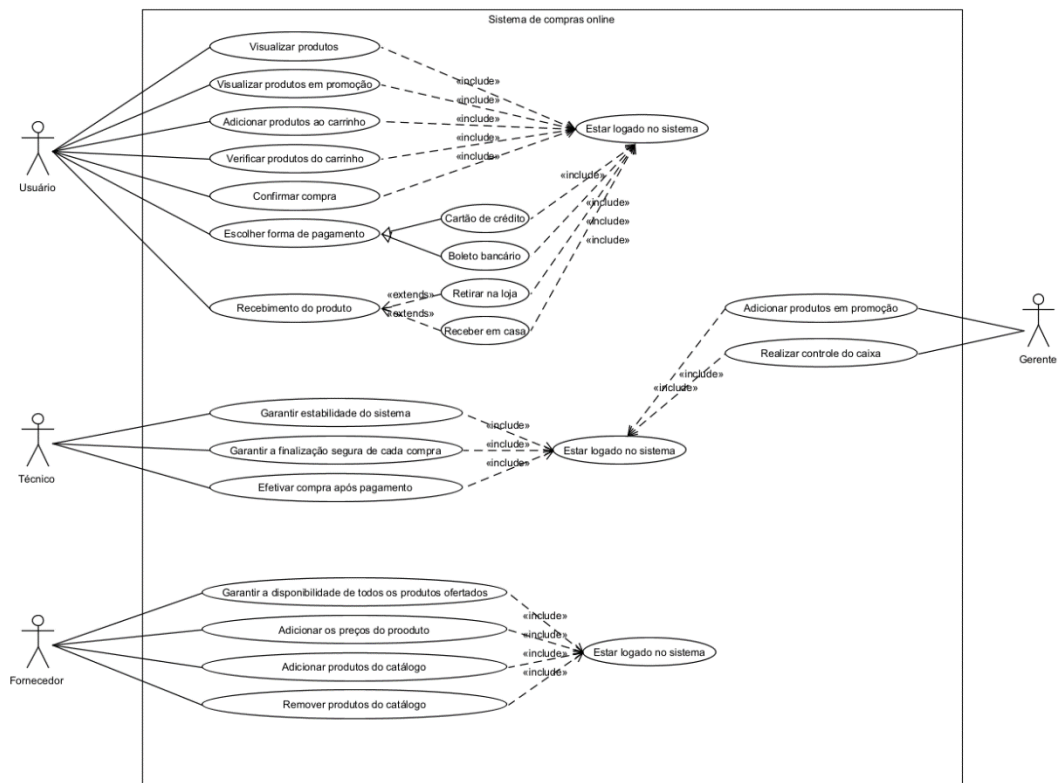 Sistema de compras online
Visualizar produtos
«include»
Visualizar produtos em promoção
«include»
Adicionar produtos ao carrinho
Estar logado no sistema
«include»
Verificar produtos do carrinho
«include»
Usuário
Confirmar compra
«include»
Cartão de crédito
«include»
Escolher forma de pagamento
«include»
Boleto bancário
«include»
Retirar na loja
«extends»
Recebimento do produto
«extends»
Receber em casa
Adicionar produtos em promoção
Realizar controle do caixa
Gerente
«include»
«include»
Garantir estabilidade do sistema
«include»
Garantir a finalização segura de cada compra
«include»
Estar logado no sistema
«include»
Técnico
Efetivar compra após pagamento
Garantir a disponibilidade de todos os produtos ofertados
«include»
Adicionar os preços do prooduto
«include»
Estar logado no sistema
«include»
Adicionar produtos do catálogo
«include»
Fornecedor
Remover produtos do catálogo